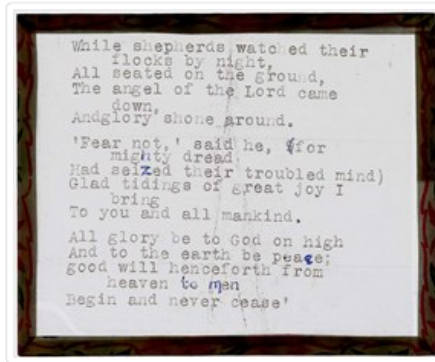 While shepherds watched their
flocks by night,
All seated on the ground,
The angel of the Lord came
down,
Andglory shone around.
'Fear not,' said he, (for
mighty dread
Had seized their troubled mind)
Glad tidings of great joy I
bring
To you and all mankind.
All glory be to God on high
And to the earth be peace;
good will henceforth from
heaven to men
Begin and never cease'